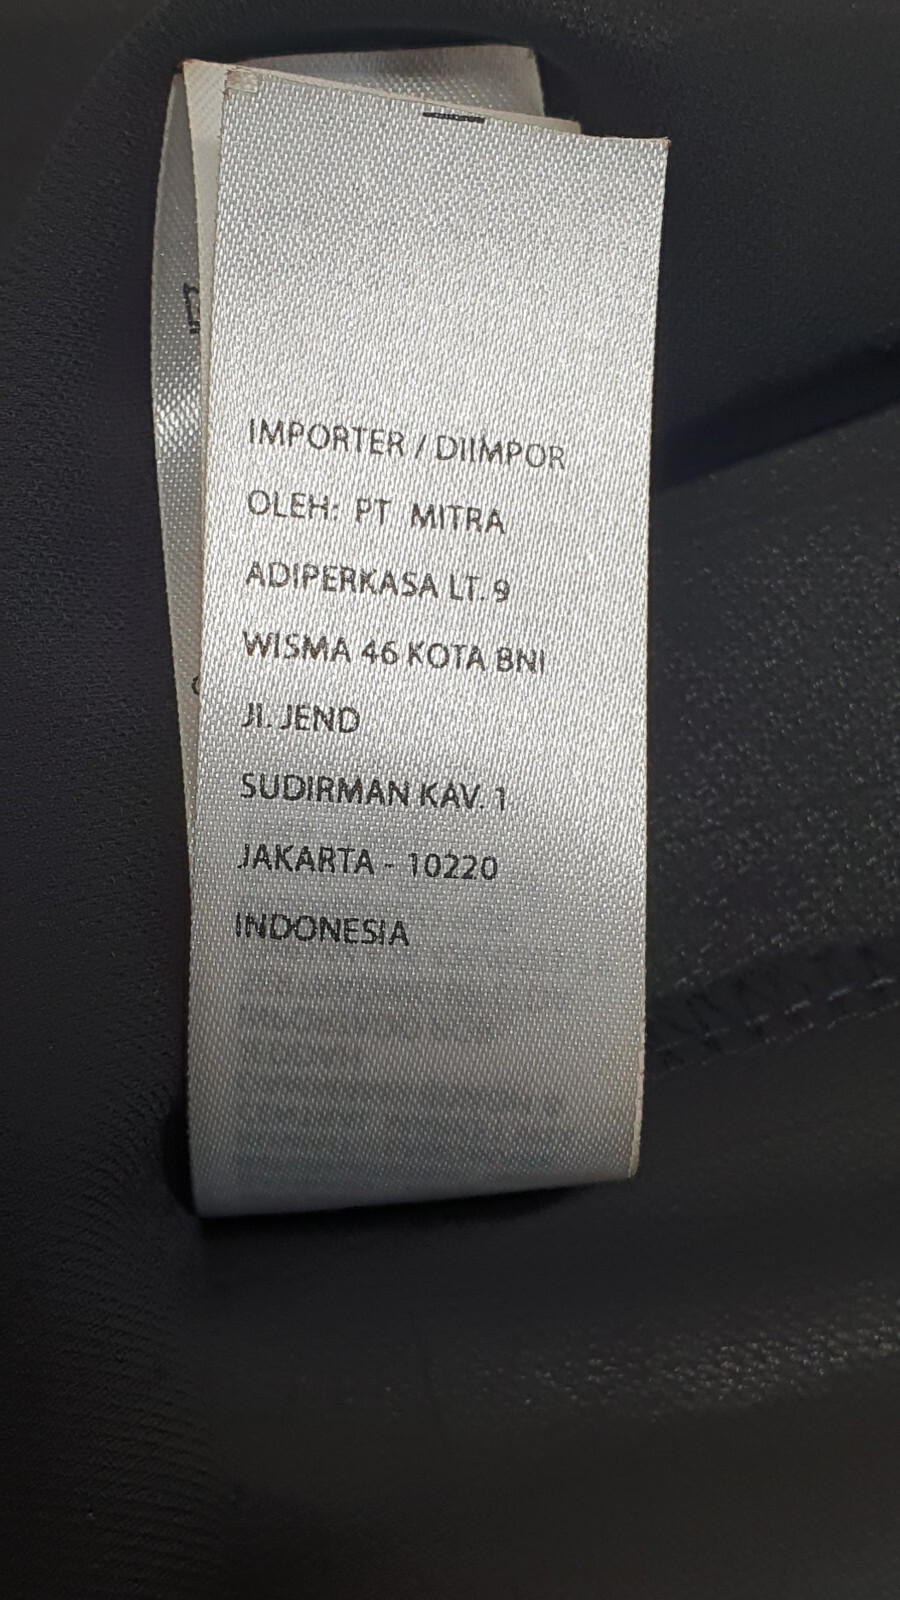 IMPORTER / DIIMPOR
OLEH: PT MITRA
ADIPERKASA LT. 9
WISMA 46 KOTA BNI
Jl. JEND
SUDIRMAN KAV. 1
JAKARTA - 10220
INDONESIA